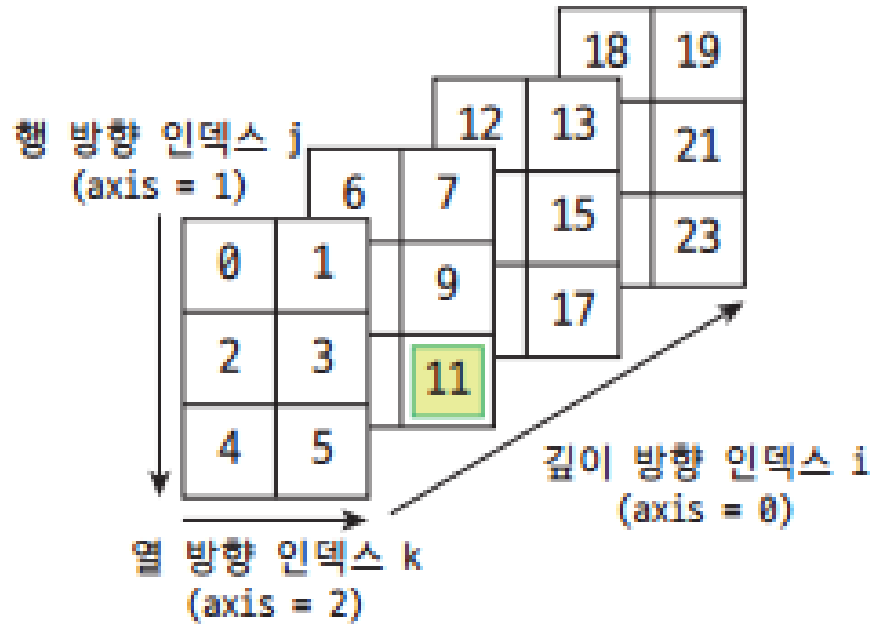 18 19
12 13
21
행 방향 인덱스 j
(axis = 1)
6 7
15
23
0 1
9
17
2 3
11
4 5
깊이 방향 인덱스 i
(axis = 0)
열 방향 인덱스 k
(axis = 2)